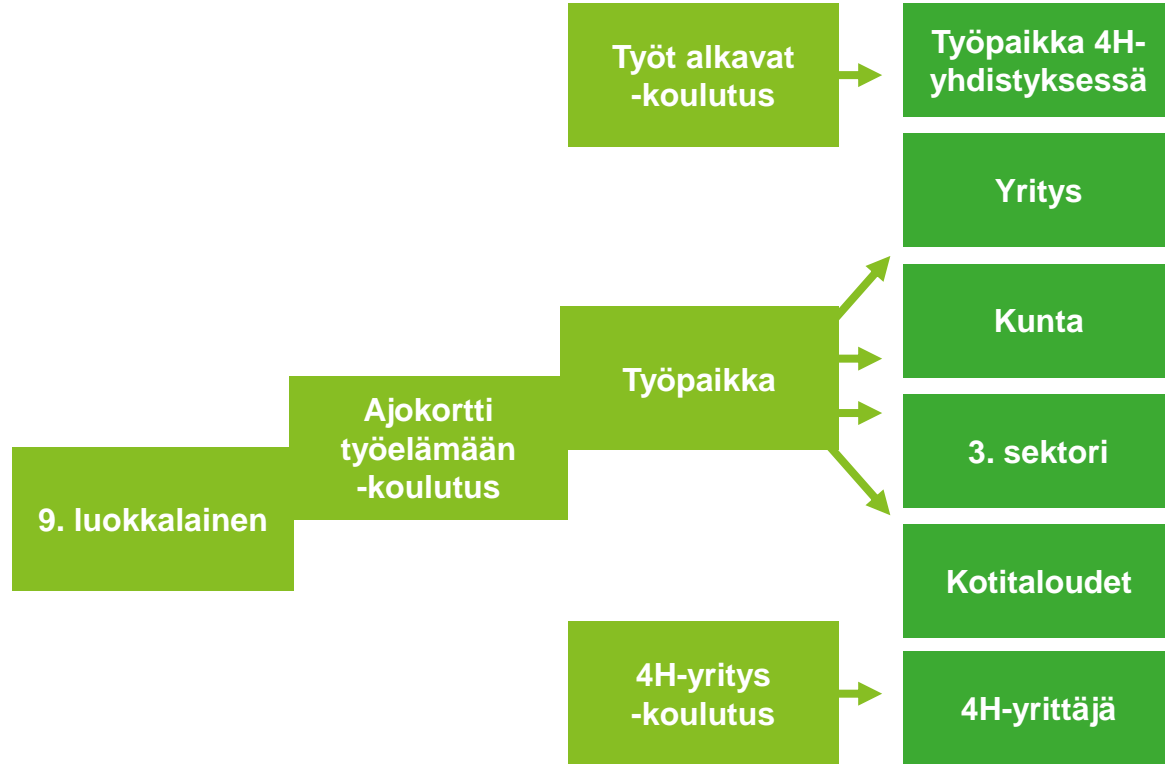 Työt alkavat
-koulutus
Työpaikka 4H-
yhdistyksessä
Yritys
Kunta
Työpaikka
Ajokortti
työelämään
-koulutus
3. sektori
9. luokkalainen
Kotitaloudet
4H-yritys
-koulutus
4H-yrittäjä